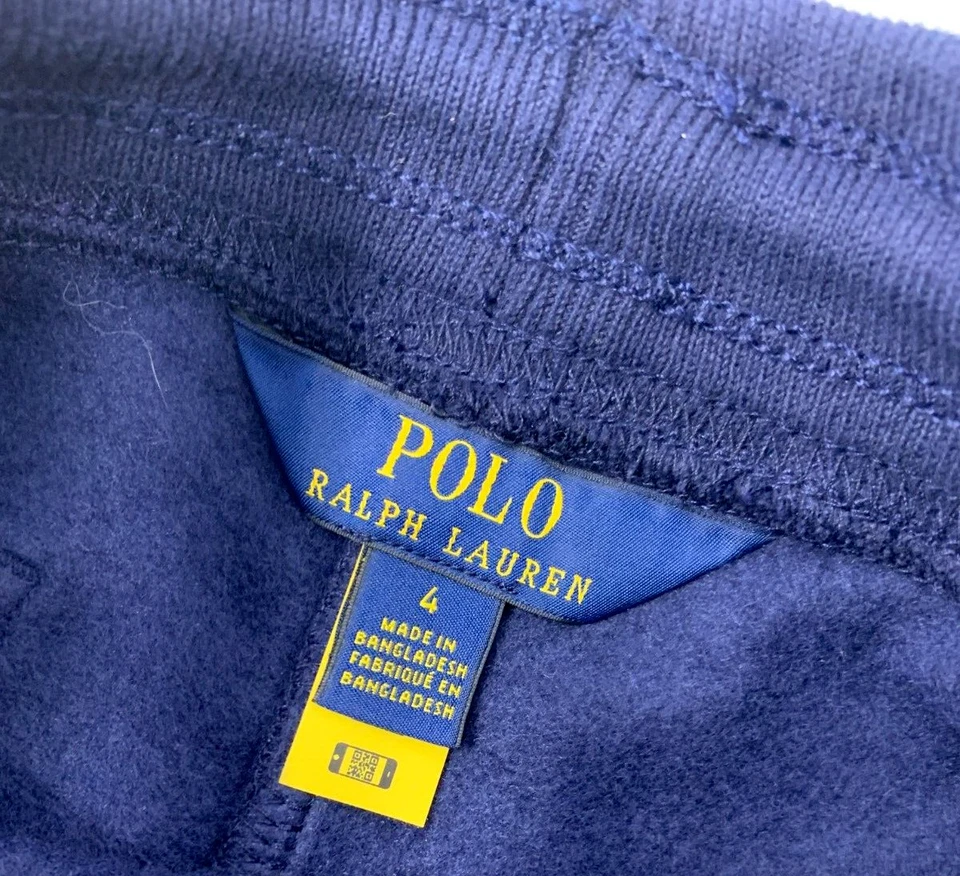 POLO
RALPH LAUREN
4
MADE IN
BANGLADESH
FABRIQUÉ EN
BANGLADESH